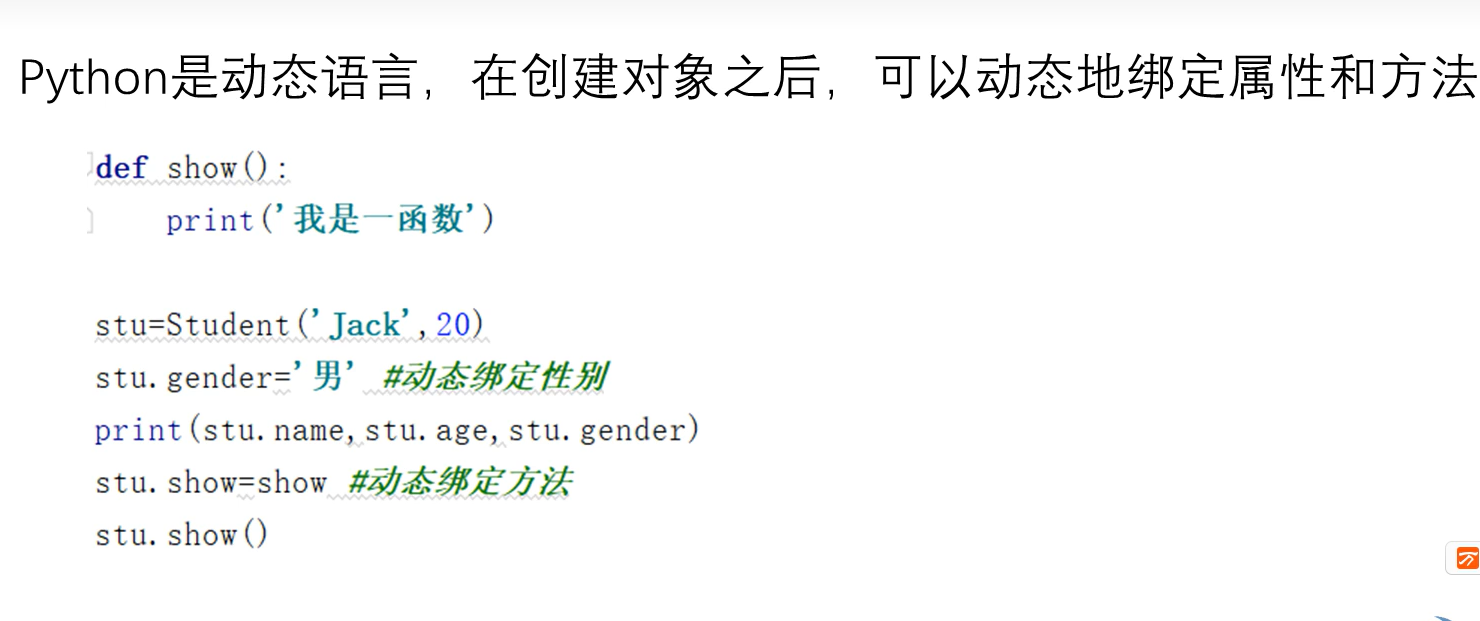 Python是动态语言，在创建对象之后，可以动态地绑定属性和方法
def show():
    print('我是一函数')
stu=Student('Jack',20)
stu.gender='男' #动态绑定性别
print(stu.name,stu.age,stu.gender)
stu.show=show #动态绑定方法
stu.show()